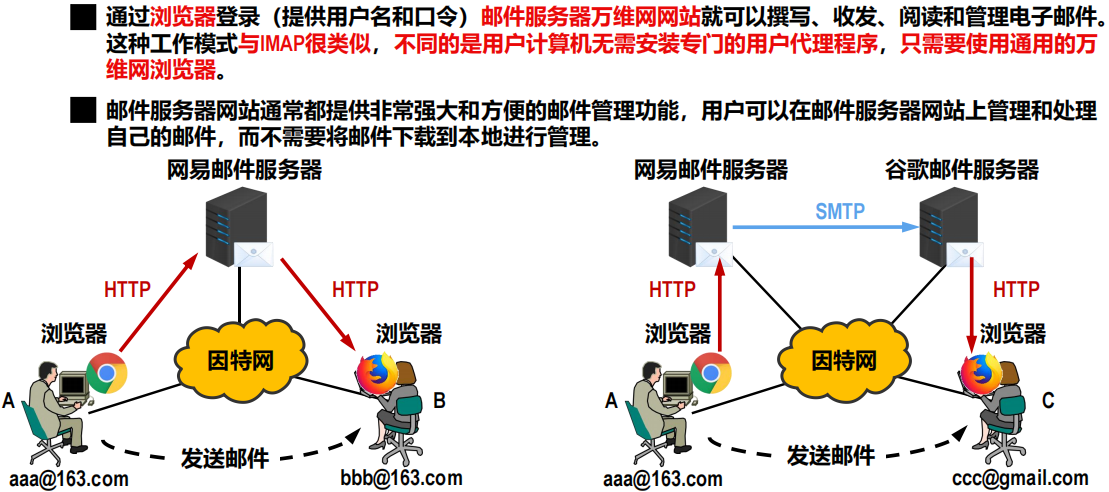 通过浏览器登录（提供用户名和口令）邮件服务器万维网网站就可以撰写、收发、阅读和管理电子邮件。
这种工作模式与IMAP很类似，不同的是用户计算机无需安装专门的用户代理程序，只需要使用通用的万
维网浏览器。
邮件服务器网站通常都提供非常强大和方便的邮件管理功能，用户可以在邮件服务器网站上管理和处理
自己的邮件，而不需要将邮件下载到本地进行管理。
网易邮件服务器
HTTP
HTTP
浏览器
浏览器
因特网
A
B
发送邮件
aaa@163.com
bbb@163.com
网易邮件服务器
谷歌邮件服务器
SMTP
HTTP
HTTP
浏览器
浏览器
因特网
A
C
发送邮件
aaa@163.com
ccc@gmail.com